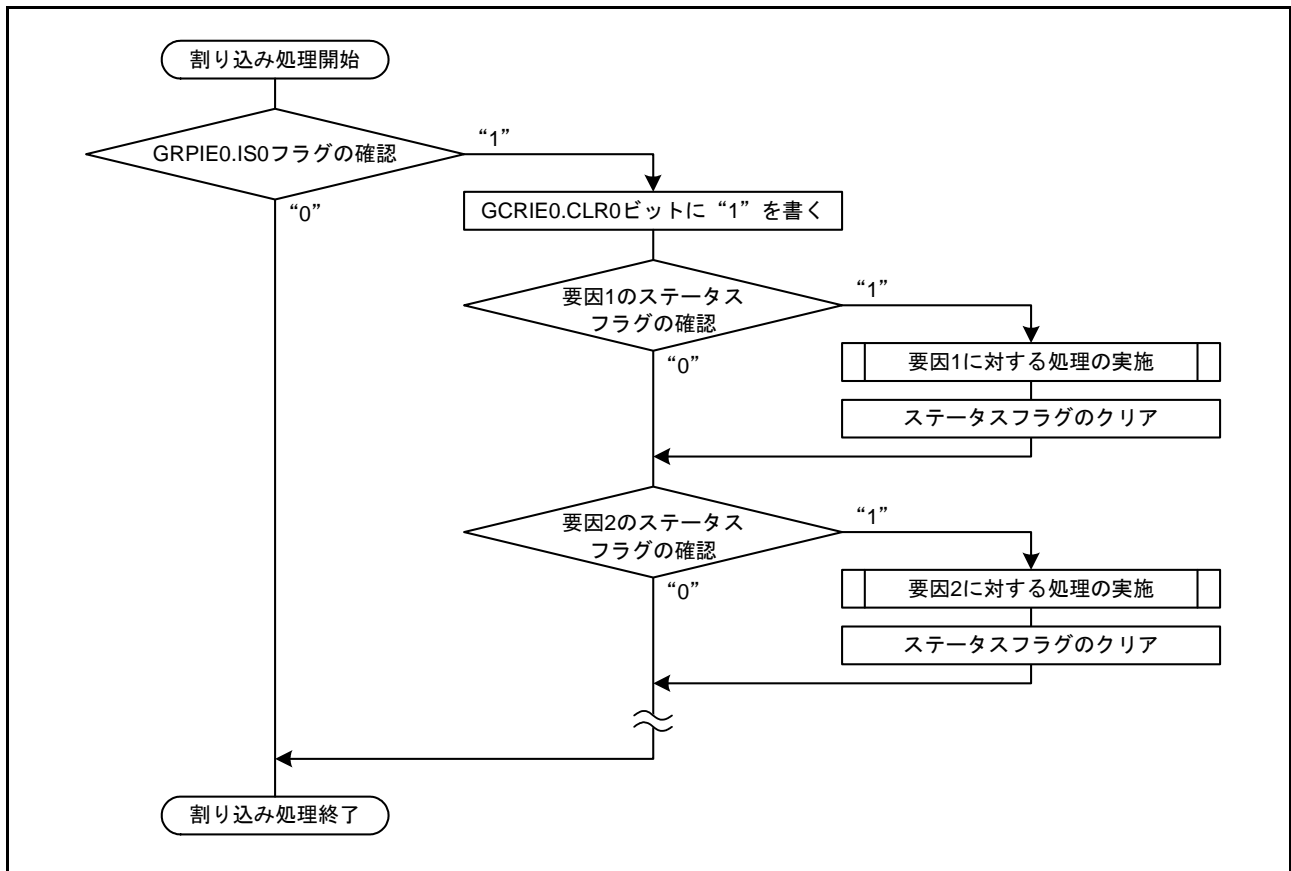 割り込み処理開始
GRPIE0.IS0フラグの確認
“1”
“0”
GCRIE0.CLR0ビットに“1”を書く
要因1のステータス
フラグの確認
“1”
“0”
要因1に対する処理の実施
ステータスフラグのクリア
要因2のステータス
フラグの確認
“1”
“0”
要因2に対する処理の実施
ステータスフラグのクリア
割り込み処理終了